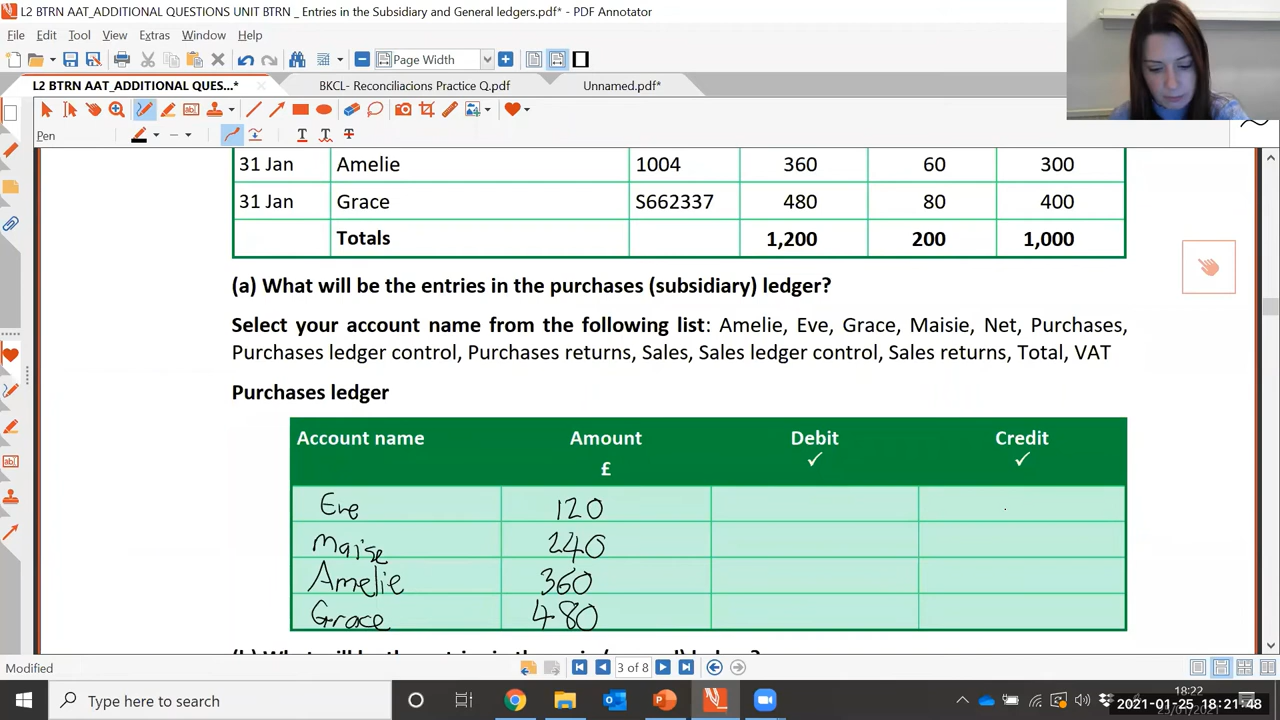 L2 BTRN AAT_ADDITIONAL QUESTIONS UNIT BTRN _ Entries in the Subsidiary and General ledgers.pdf* - PDF Annotator
File Edit Tool View Extras Window Help
Page Width
L2 BTRN AAT_ADDITIONAL QUES...* BKCL- Reconciliacions Practice Q.pdf Unnamed.pdf*
Pen
31 Jan Amelie 1004 360 60 300
31 Jan Grace S662337 480 80 400
Totals 1,200 200 1,000
(a) What will be the entries in the purchases (subsidiary) ledger?
Select your account name from the following list: Amelie, Eve, Grace, Maisie, Net, Purchases,
Purchases ledger control, Purchases returns, Sales, Sales ledger control, Sales returns, Total, VAT
Purchases ledger
Account name Amount Debit Credit
£ ✓ ✓
Eve 120
Maise 240
Amelie 360
Grace 480
Modified 3 of 8
Type here to search
18:22
2021-01-25 18:21:48